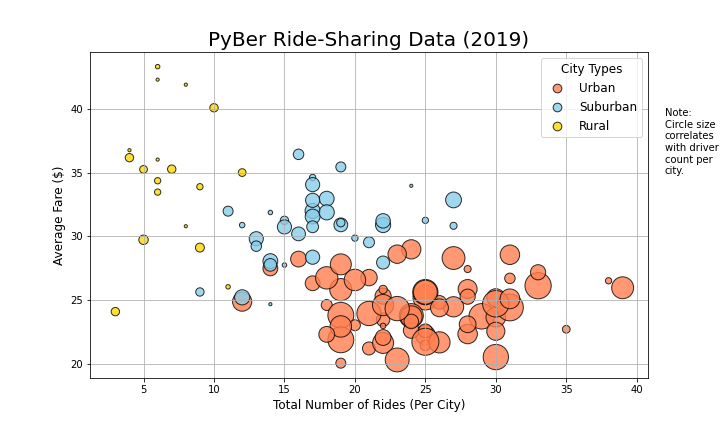 PyBer Ride-Sharing Data (2019)
City Types
Urban
Suburban
Rural
Note:
Circle size
correlates
with driver
count per
city.
Average Fare ($)
40
35
30
25
20
5 10 15 20 25 30 35 40
Total Number of Rides (Per City)